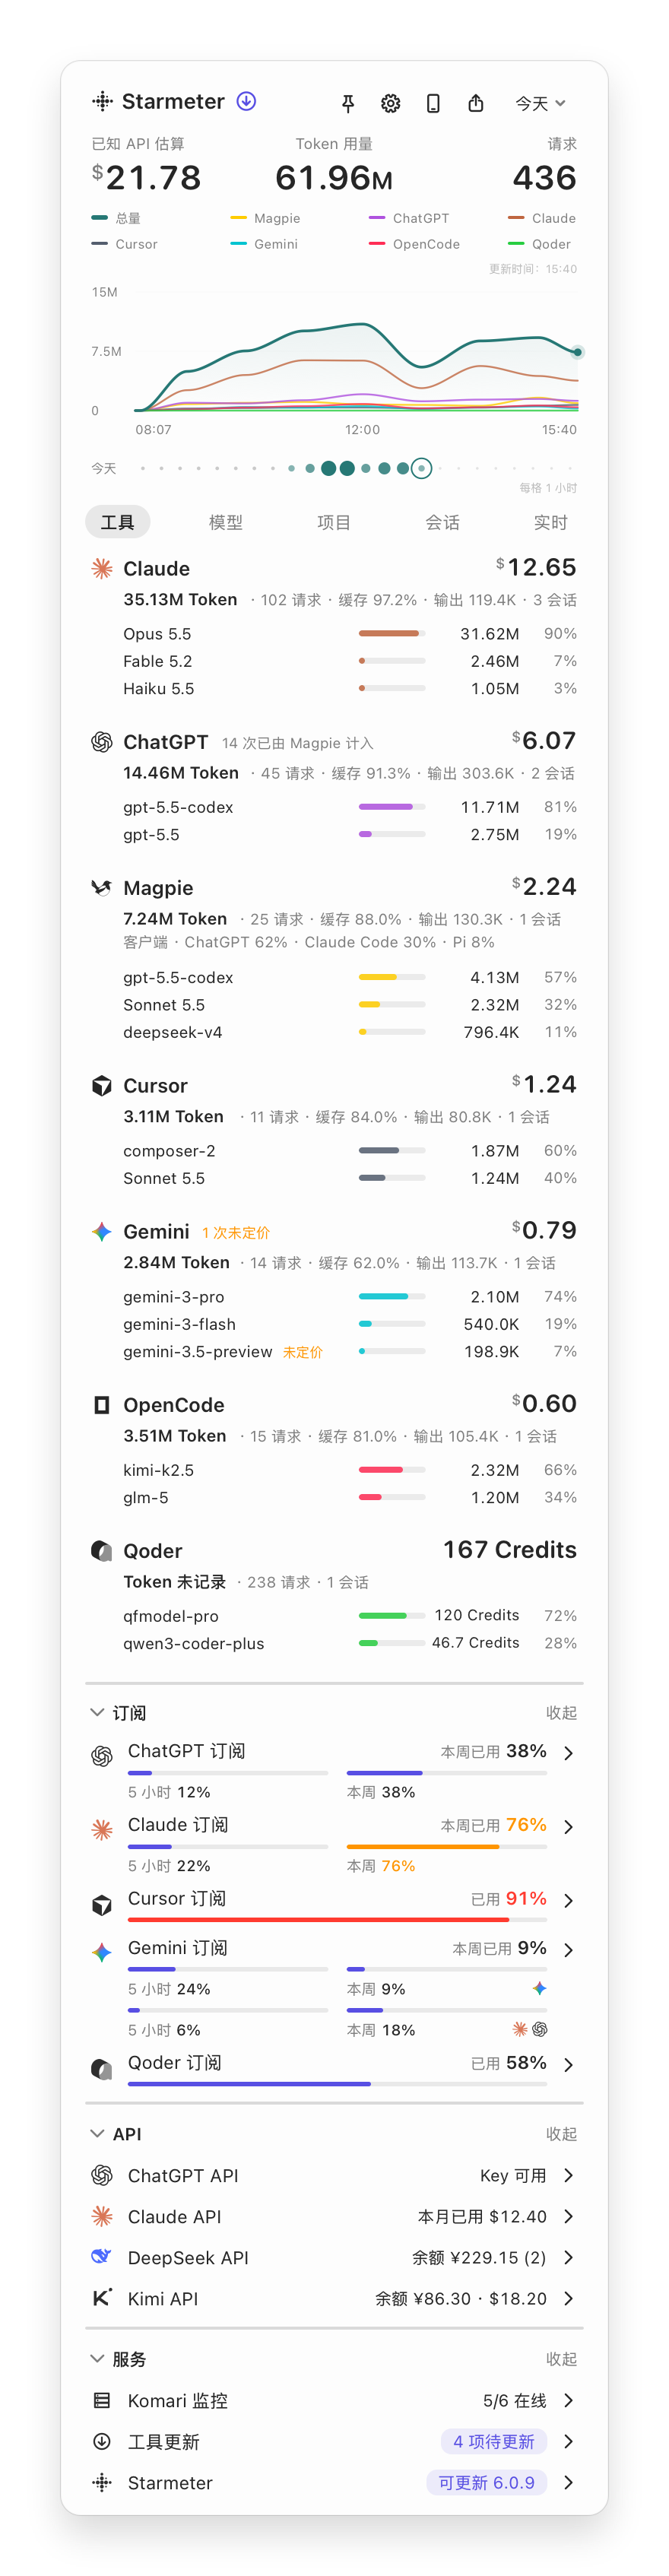 Starmeter 今天
已知 API 估算 Token 用量 请求
$21.78 61.96M 436
总量 Magpie ChatGPT Claude
Cursor Gemini OpenCode Qoder
更新时间: 15:40
15M
7.5M
0
08:07 12:00 15:40
今天
每格 1 小时
工具 模型 项目 会话 实时
Claude $12.65
35.13M Token · 102 请求 · 缓存 97.2% · 输出 119.4K · 3 会话
Opus 5.5 31.62M 90%
Fable 5.2 2.46M 7%
Haiku 5.5 1.05M 3%
ChatGPT 14 次已由 Magpie 计入 $6.07
14.46M Token · 45 请求 · 缓存 91.3% · 输出 303.6K · 2 会话
gpt-5.5-codex 11.71M 81%
gpt-5.5 2.75M 19%
Magpie $2.24
7.24M Token · 25 请求 · 缓存 88.0% · 输出 130.3K · 1 会话
客户端 · ChatGPT 62% · Claude Code 30% · Pi 8%
gpt-5.5-codex 4.13M 57%
Sonnet 5.5 2.32M 32%
deepseek-v4 796.4K 11%
Cursor $1.24
3.11M Token · 11 请求 · 缓存 84.0% · 输出 80.8K · 1 会话
composer-2 1.87M 60%
Sonnet 5.5 1.24M 40%
Gemini 1 次未定价 $0.79
2.84M Token · 14 请求 · 缓存 62.0% · 输出 113.7K · 1 会话
gemini-3-pro 2.10M 74%
gemini-3-flash 540.0K 19%
gemini-3.5-preview 未定价 198.9K 7%
OpenCode $0.60
3.51M Token · 15 请求 · 缓存 81.0% · 输出 105.4K · 1 会话
kimi-k2.5 2.32M 66%
glm-5 1.20M 34%
Qoder 167 Credits
Token 未记录 · 238 请求 · 1 会话
qfmodel-pro 120 Credits 72%
qwen3-coder-plus 46.7 Credits 28%
订阅 收起
ChatGPT 订阅 本周已用 38%
5 小时 12% 本周 38%
Claude 订阅 本周已用 76%
5 小时 22% 本周 76%
Cursor 订阅 已用 91%
Gemini 订阅 本周已用 9%
5 小时 24% 本周 9%
5 小时 6% 本周 18%
Qoder 订阅 已用 58%
API 收起
ChatGPT API Key 可用
Claude API 本月已用 $12.40
DeepSeek API 余额 ¥229.15 (2)
Kimi API 余额 ¥86.30 · $18.20
服务 收起
Komari 监控 5/6 在线
工具更新 4 项待更新
Starmeter 可更新 6.0.9